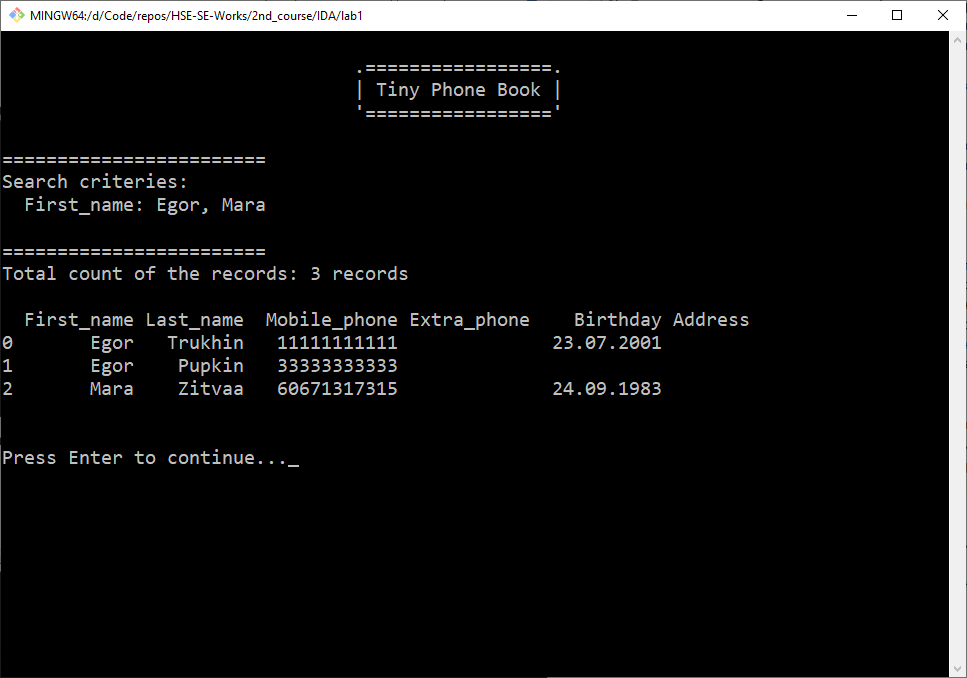 MINGW64:/d/Code/repos/HSE-SE-Works/2nd_course/IDA/lab1
.=================.
| Tiny Phone Book |
'================='
========================
Search criteries:
  First_name: Egor, Mara
========================
Total count of the records: 3 records
  First_name Last_name  Mobile_phone Extra_phone    Birthday Address
0       Egor   Trukhin   11111111111              23.07.2001
1       Egor    Pupkin   33333333333
2       Mara    Zitvaa   60671317315              24.09.1983
Press Enter to continue..._